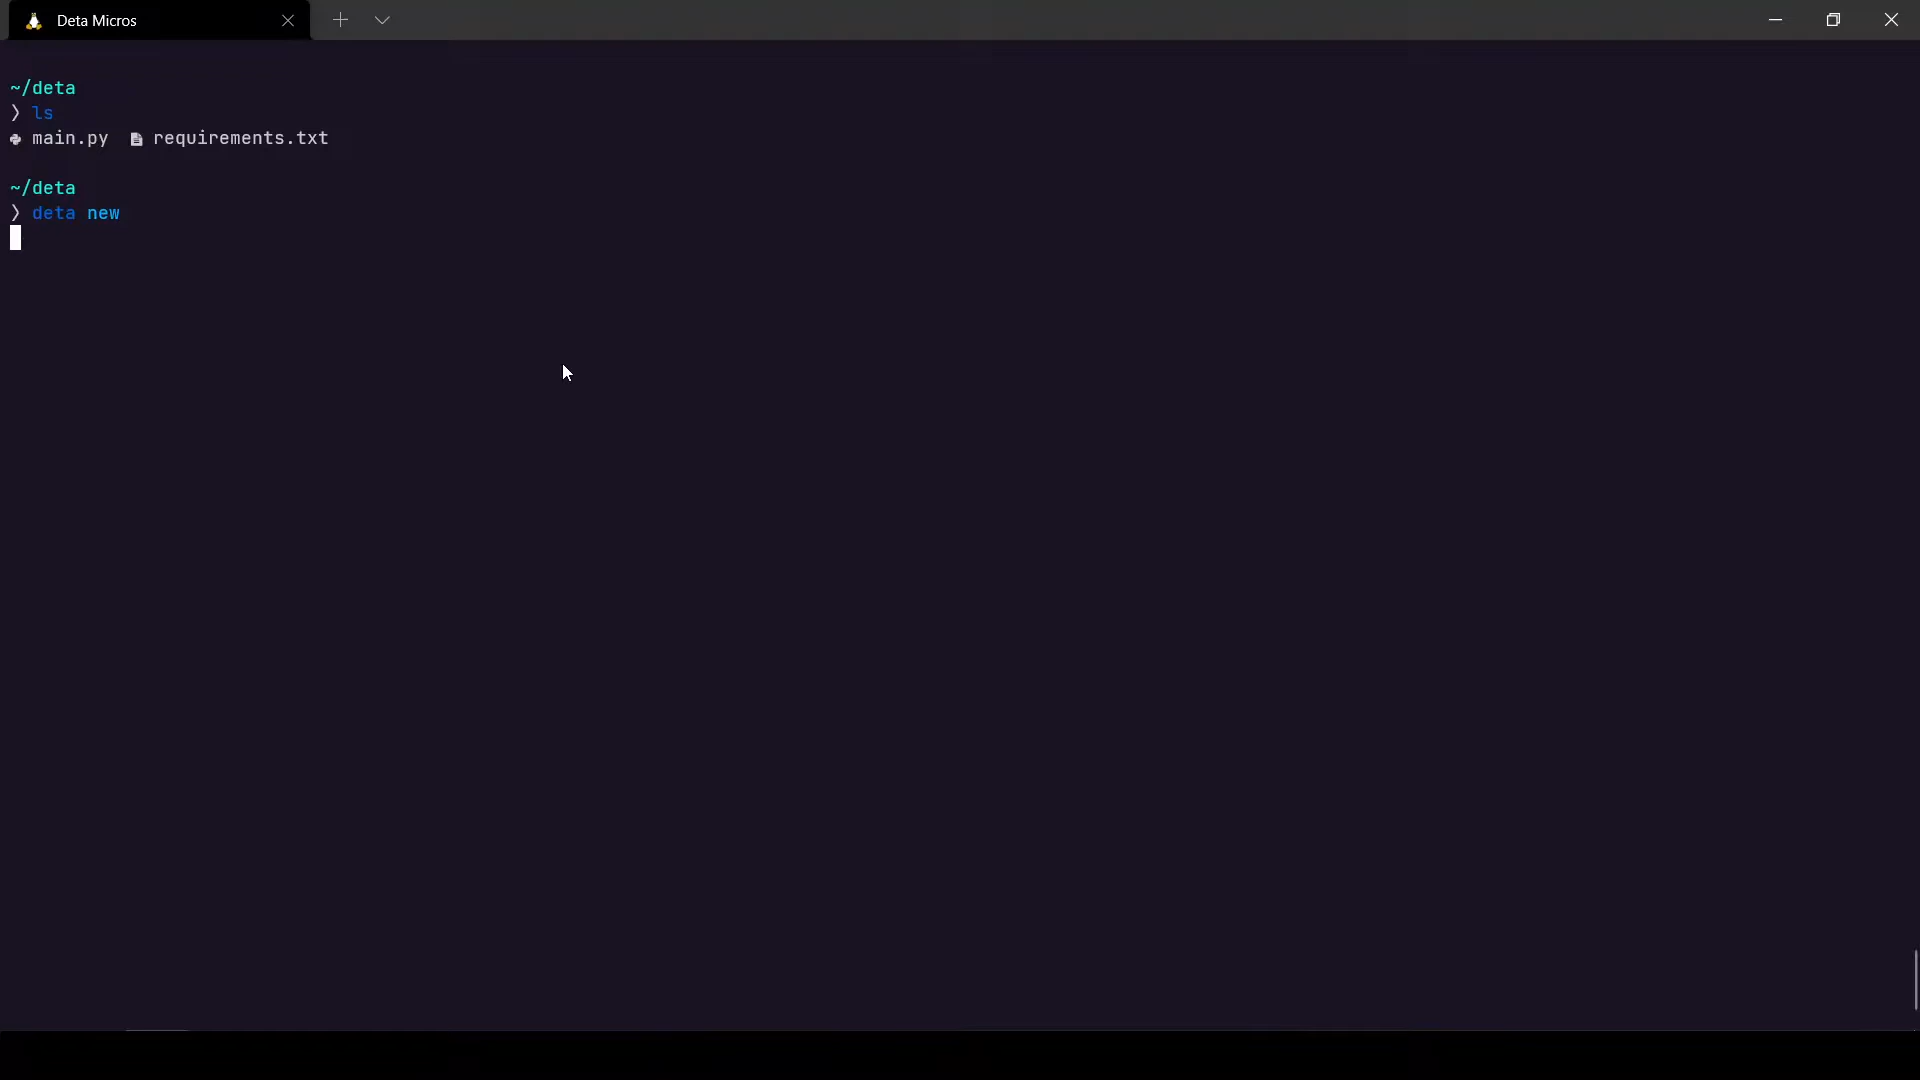 Deta Micros
~/deta
❯ ls
main.py requirements.txt
~/deta
❯ deta new